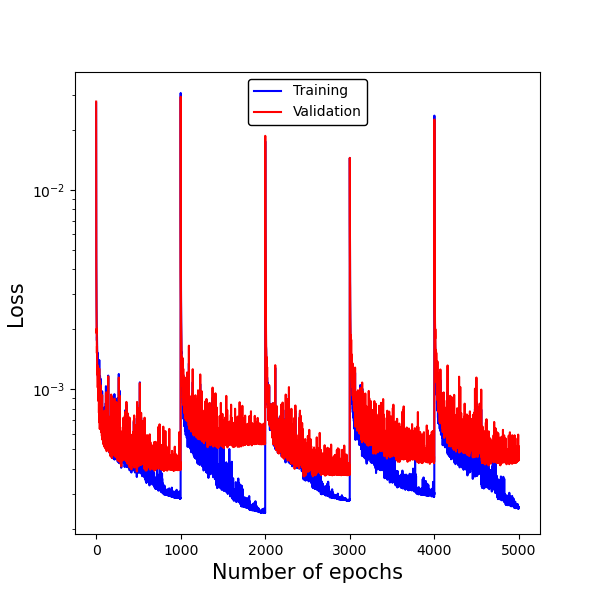 Training
Validation
Loss
10⁻²
10⁻³
0 1000 2000 3000 4000 5000
Number of epochs